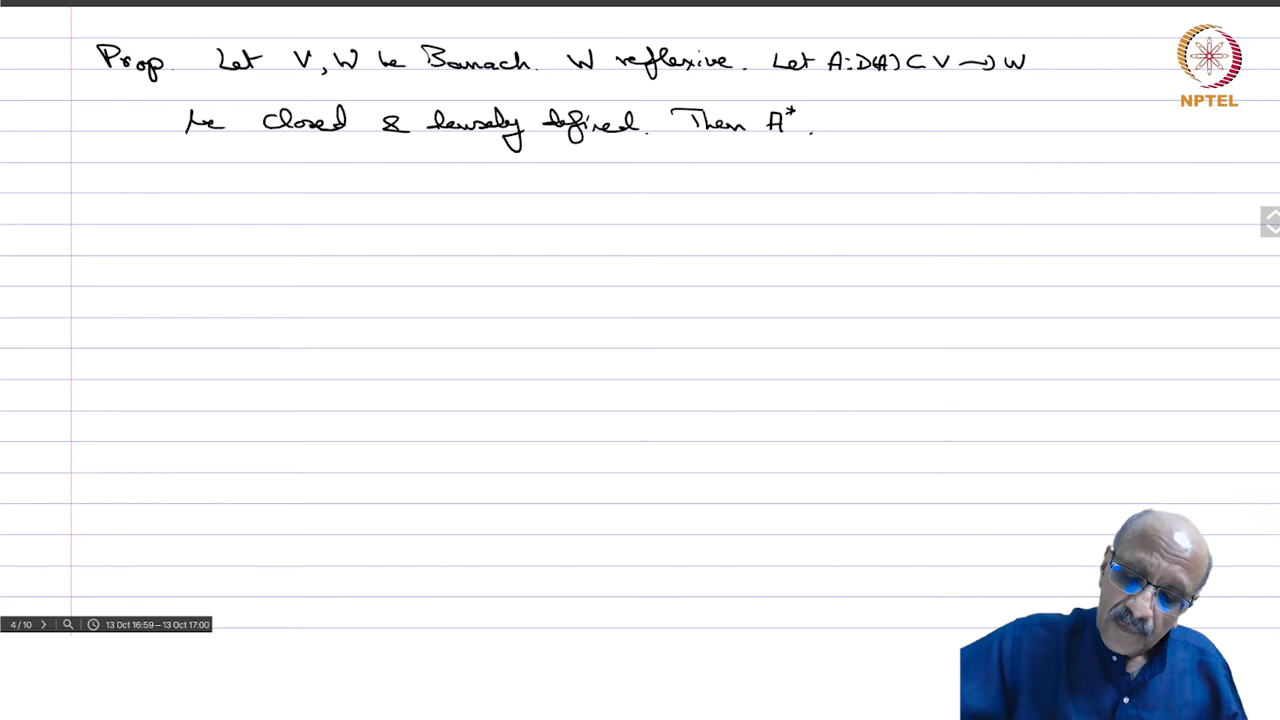 Prop. Let V, W be Banach. W reflexive. Let A: D(A) ⊂ V → W
be closed & densely defined. Then A*.
NPTEL
4/10 13 Oct 16:59 – 13 Oct 17:00